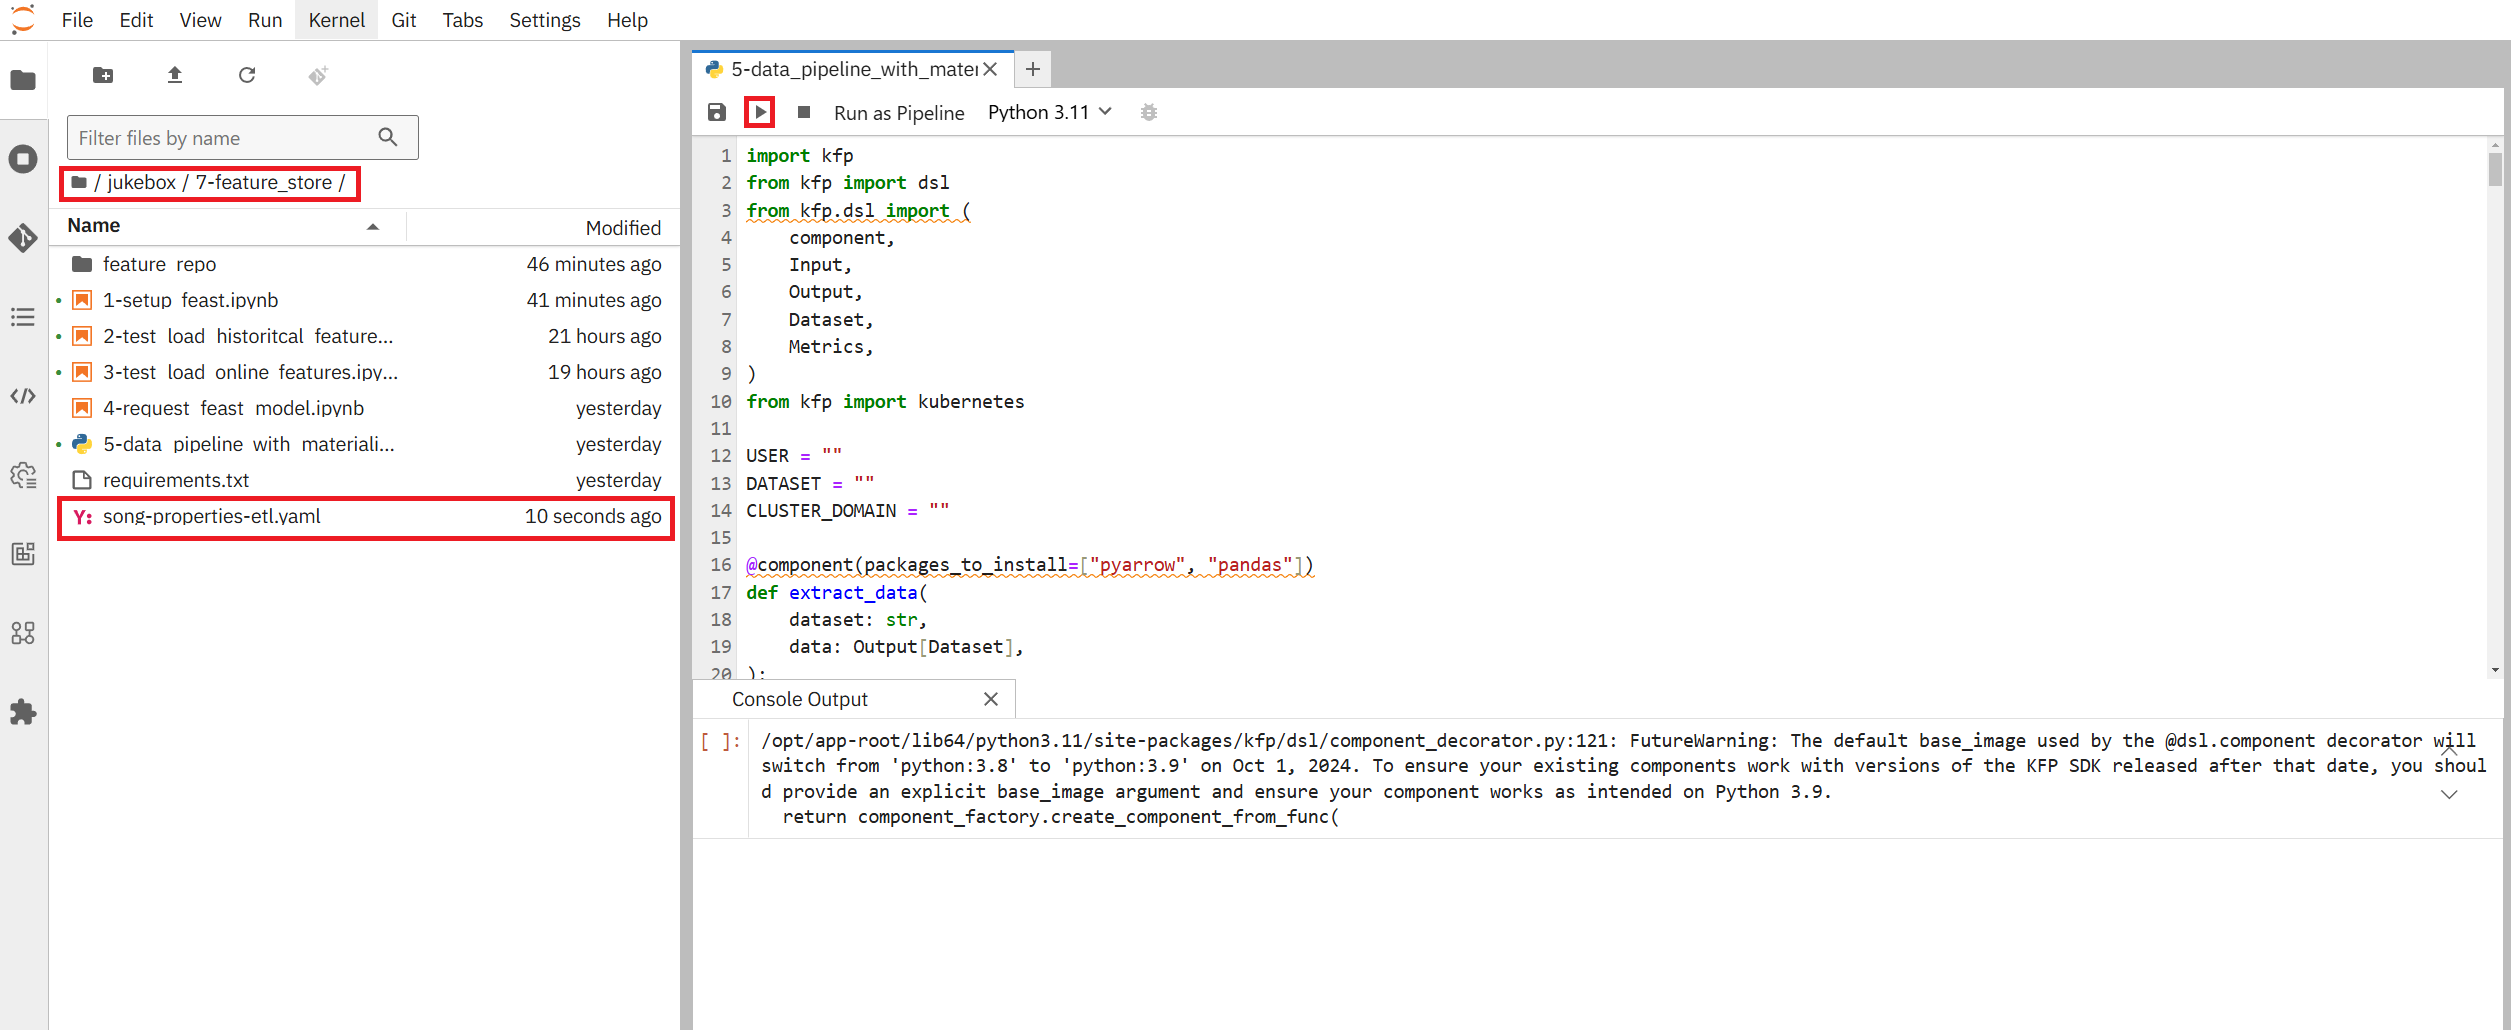 File Edit View Run Kernel Git Tabs Settings Help
Filter files by name
/ jukebox / 7-feature_store /
Name Modified
feature_repo 46 minutes ago
1-setup_feast.ipynb 41 minutes ago
2-test_load_historitcal_feature... 21 hours ago
3-test_load_online_features.ipy... 19 hours ago
4-request_feast_model.ipynb yesterday
5-data_pipeline_with_materiali... yesterday
requirements.txt yesterday
Y: song-properties-etl.yaml 10 seconds ago
5-data_pipeline_with_mater
Run as Pipeline Python 3.11
1 import kfp
2 from kfp import dsl
3 from kfp.dsl import (
4 component,
5 Input,
6 Output,
7 Dataset,
8 Metrics,
9 )
10 from kfp import kubernetes
11
12 USER = ""
13 DATASET = ""
14 CLUSTER_DOMAIN = ""
15
16 @component(packages_to_install=["pyarrow", "pandas"])
17 def extract_data(
18 dataset: str,
19 data: Output[Dataset],
20 ):
Console Output
[ ]: /opt/app-root/lib64/python3.11/site-packages/kfp/dsl/component_decorator.py:121: FutureWarning: The default base_image used by the @dsl.component decorator will
switch from 'python:3.8' to 'python:3.9' on Oct 1, 2024. To ensure your existing components work with versions of the KFP SDK released after that date, you shoul
d provide an explicit base_image argument and ensure your component works as intended on Python 3.9.
return component_factory.create_component_from_func(